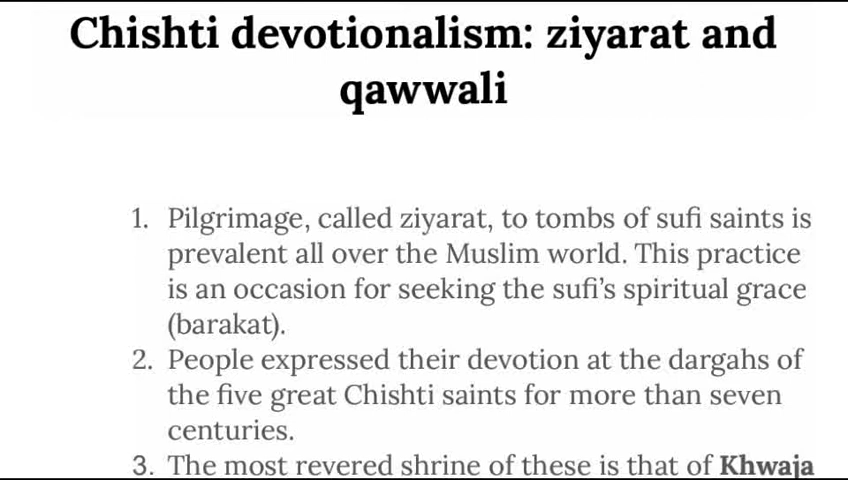 Chishti devotionalism: ziyarat and
qawwali
1. Pilgrimage, called ziyarat, to tombs of sufi saints is
prevalent all over the Muslim world. This practice
is an occasion for seeking the sufi’s spiritual grace
(barakat).
2. People expressed their devotion at the dargahs of
the five great Chishti saints for more than seven
centuries.
3. The most revered shrine of these is that of Khwaja